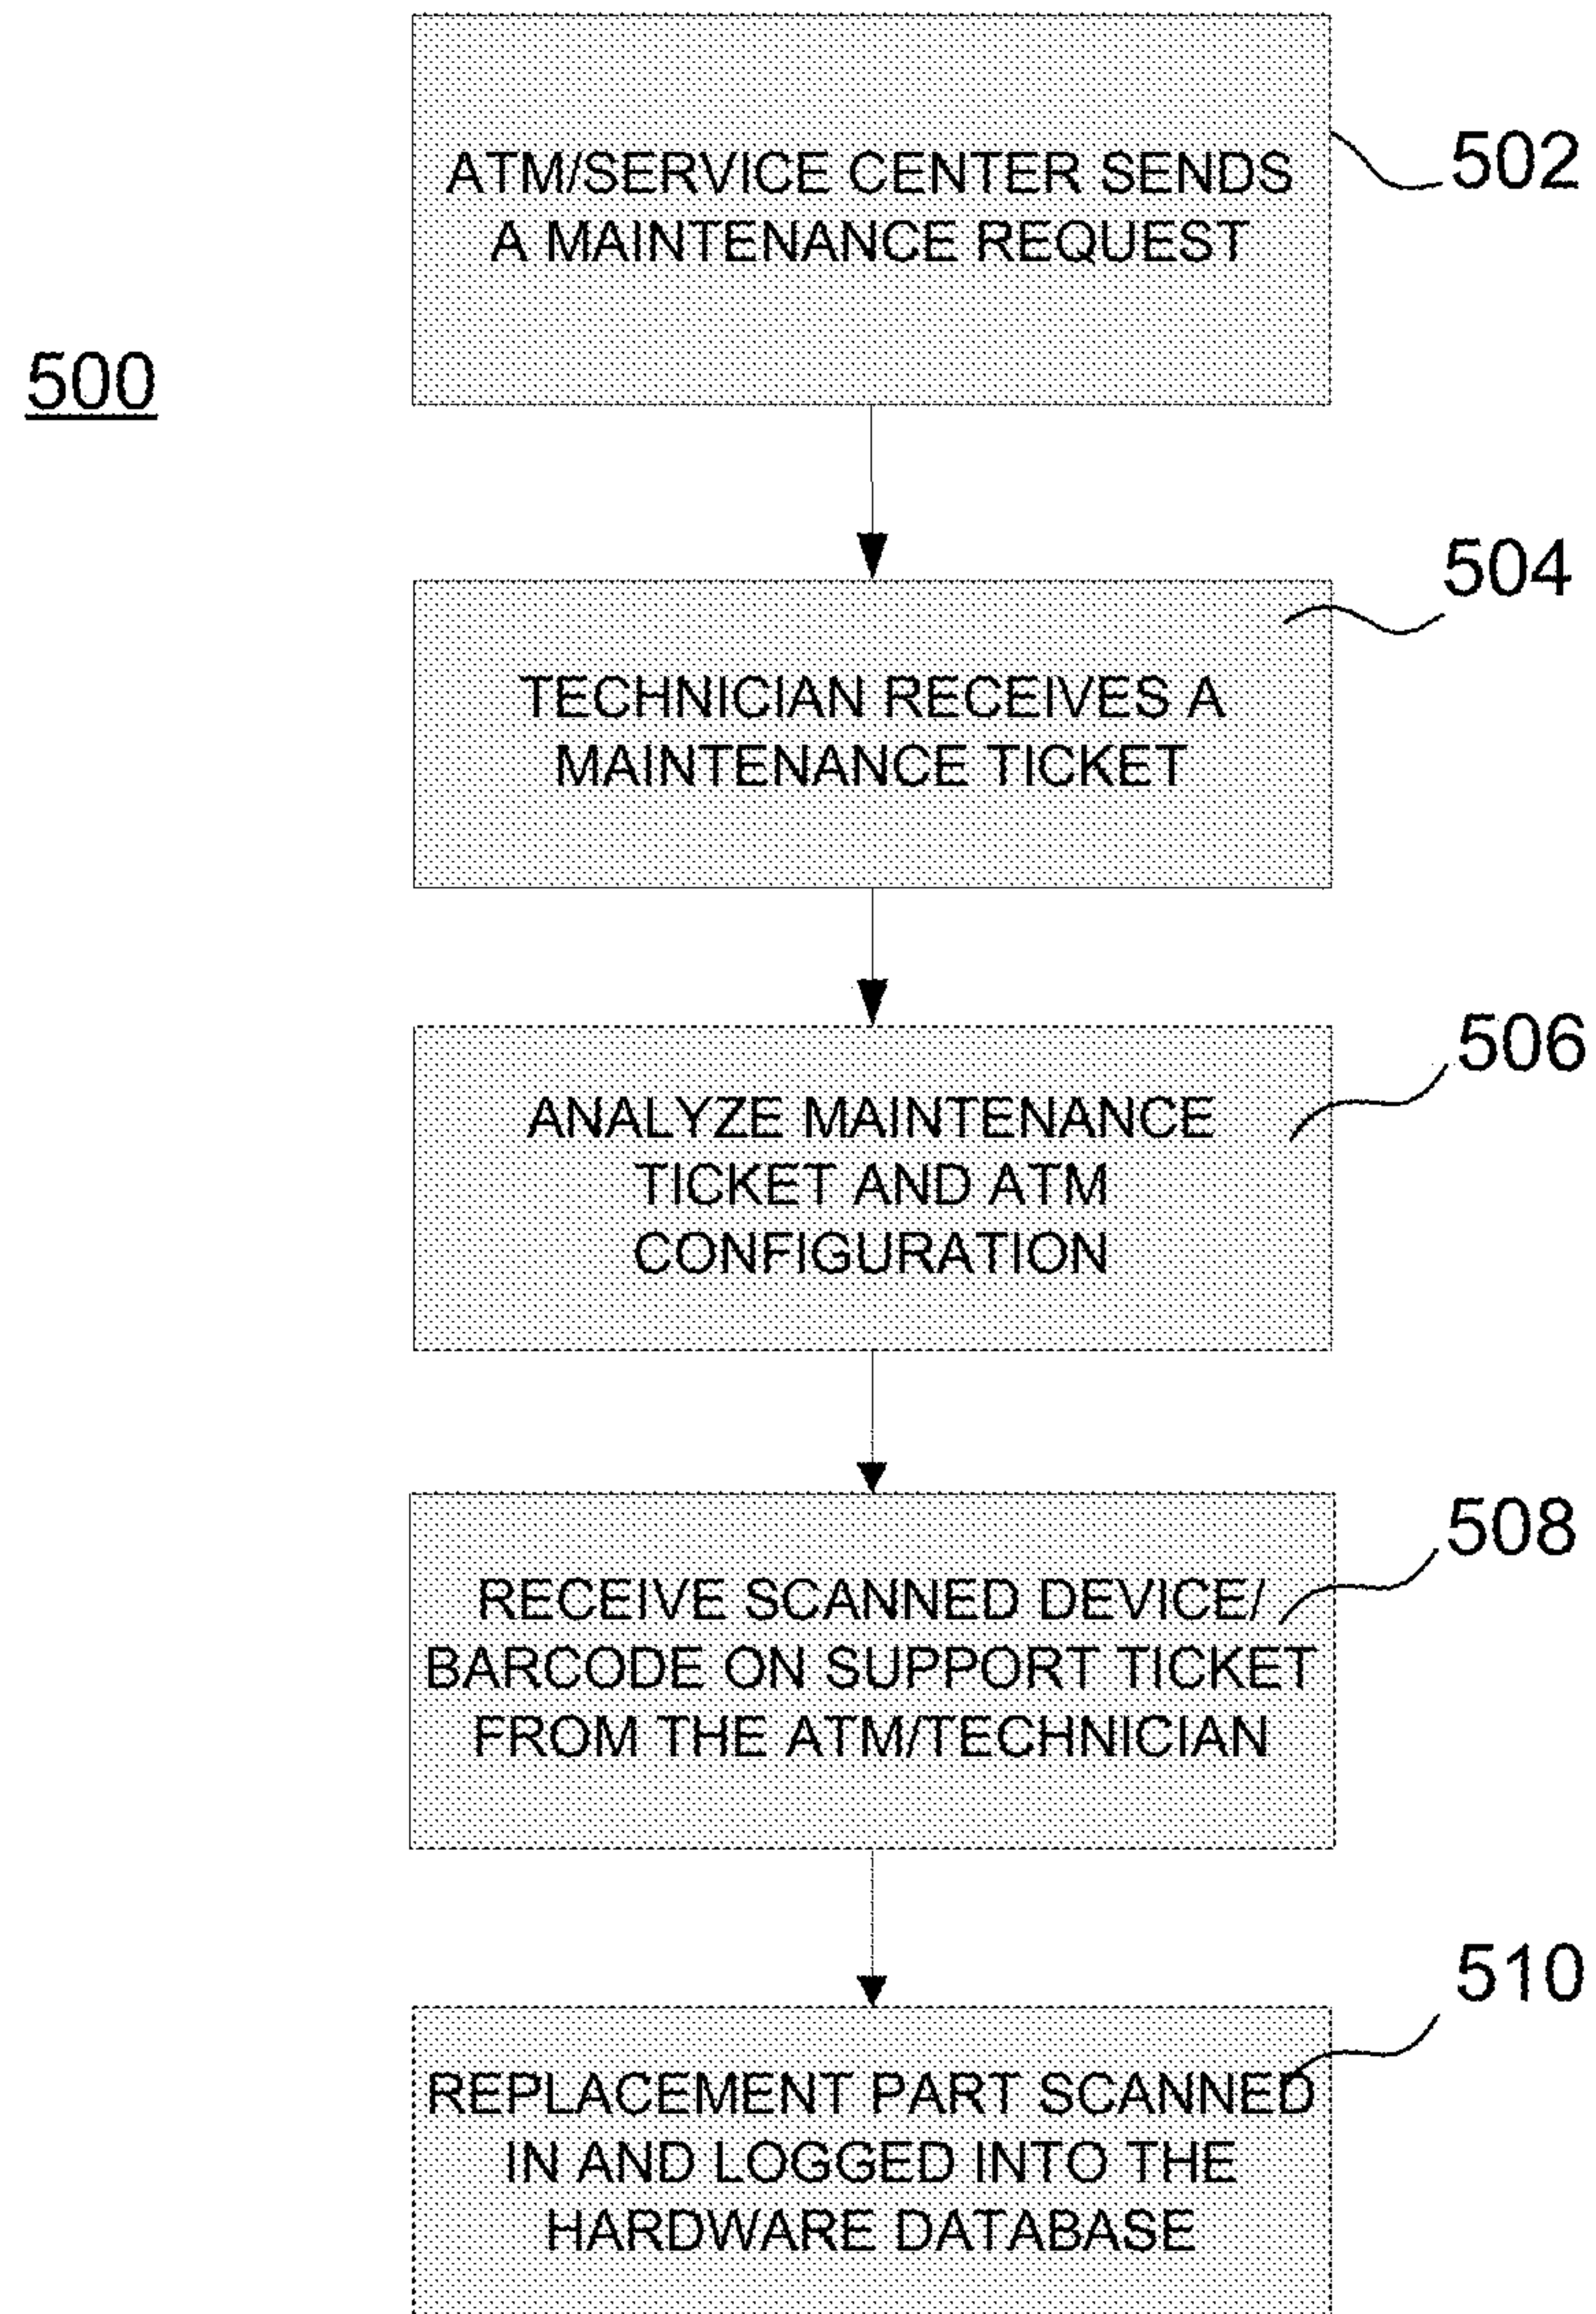 ATM/SERVICE CENTER SENDS
A MAINTENANCE REQUEST
502
500
TECHNICIAN RECEIVES A
MAINTENANCE TICKET
504
ANALYZE MAINTENANCE
TICKET AND ATM
CONFIGURATION
506
RECEIVE SCANNED DEVICE/
BARCODE ON SUPPORT TICKET
FROM THE ATM/TECHNICIAN
508
REPLACEMENT PART SCANNED
IN AND LOGGED INTO THE
HARDWARE DATABASE
510